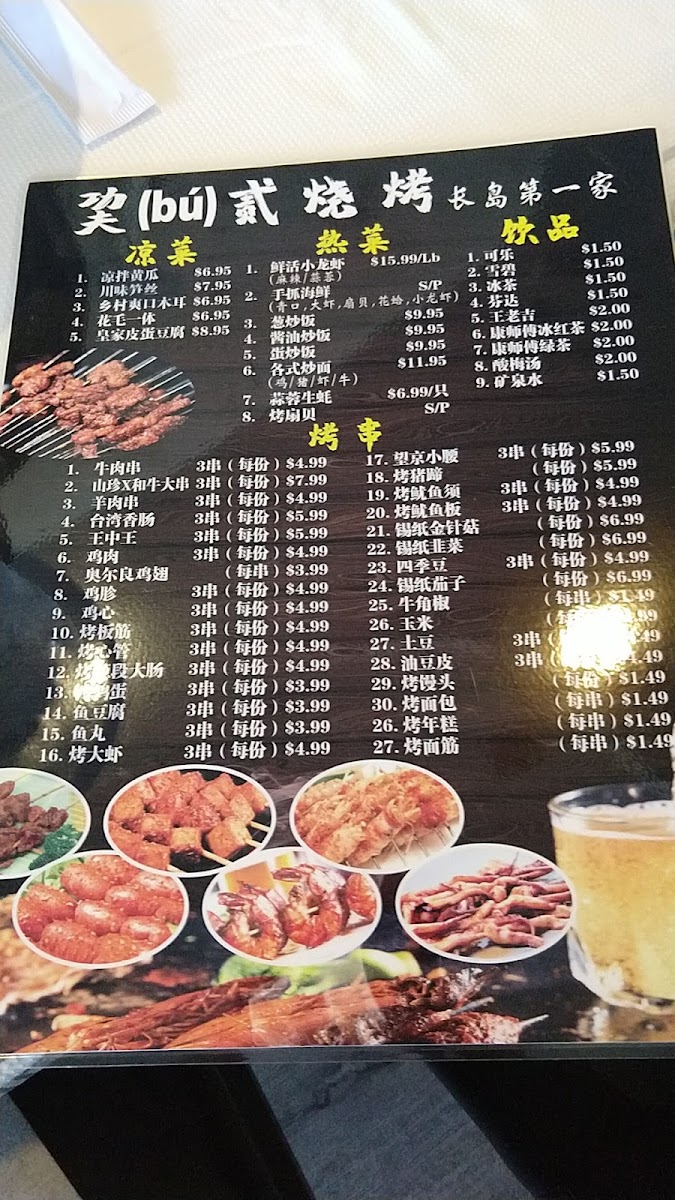 (bú) 贰 烧 烤 长岛第一家
凉菜
1. 凉拌黄瓜 $6.95
2. 川味笋丝 $7.95
3. 乡村爽口木耳 $6.95
4. 花毛一体 $6.95
5. 皇家皮蛋豆腐 $8.95
热菜
1. 鲜活小龙虾 $15.99/Lb
(麻辣/蒜蓉)
2. 手抓海鲜 S/P
(青口,大虾,扇贝,花蛤,小龙虾)
3. 葱炒饭 $9.95
4. 酱油炒饭 $9.95
5. 蛋炒饭 $9.95
6. 各式炒面 $11.95
(鸡/猪/虾/牛)
7. 蒜蓉生蚝 $6.99/只
8. 烤扇贝 S/P
饮品
1. 可乐 $1.50
2. 雪碧 $1.50
3. 冰茶 $1.50
4. 芬达 $1.50
5. 王老吉 $2.00
6. 康师傅冰红茶 $2.00
7. 康师傅绿茶 $2.00
8. 酸梅汤 $2.00
9. 矿泉水 $1.50
烤串
1. 牛肉串 3串(每份) $4.99
2. 山珍X和牛大串 3串(每份) $7.99
3. 羊肉串 3串(每份) $4.99
4. 台湾香肠 3串(每份) $5.99
5. 王中王 3串(每份) $5.99
6. 鸡肉 3串(每份) $4.99
7. 奥尔良鸡翅 (每串) $3.99
8. 鸡胗 3串(每份) $4.99
9. 鸡心 3串(每份) $4.99
10. 烤板筋 3串(每份) $4.99
11. 烤心管 3串(每份) $4.99
12. 烤 段大肠 3串(每份) $4.99
13. 蛋 3串(每份) $3.99
14. 鱼豆腐 3串(每份) $3.99
15. 鱼丸 3串(每份) $3.99
16. 烤大虾 3串(每份) $4.99
17. 望京小腰 3串(每份) $5.99
18. 烤猪蹄 (每份) $5.99
19. 烤鱿鱼须 3串(每份) $4.99
20. 烤鱿鱼板 3串(每份) $4.99
21. 锡纸金针菇 (每份) $6.99
22. 锡纸韭菜 (每份) $6.99
23. 四季豆 3串(每份) $4.99
24. 锡纸茄子 (每份) $6.99
25. 牛角椒 (每串) $1.49
26. 玉米
27. 土豆 3串
28. 油豆皮 3串
29. 烤馒头 (每份) $1.49
30. 烤面包 (每串) $1.49
26. 烤年糕 (每串) $1.49
27. 烤面筋 (每串) $1.49